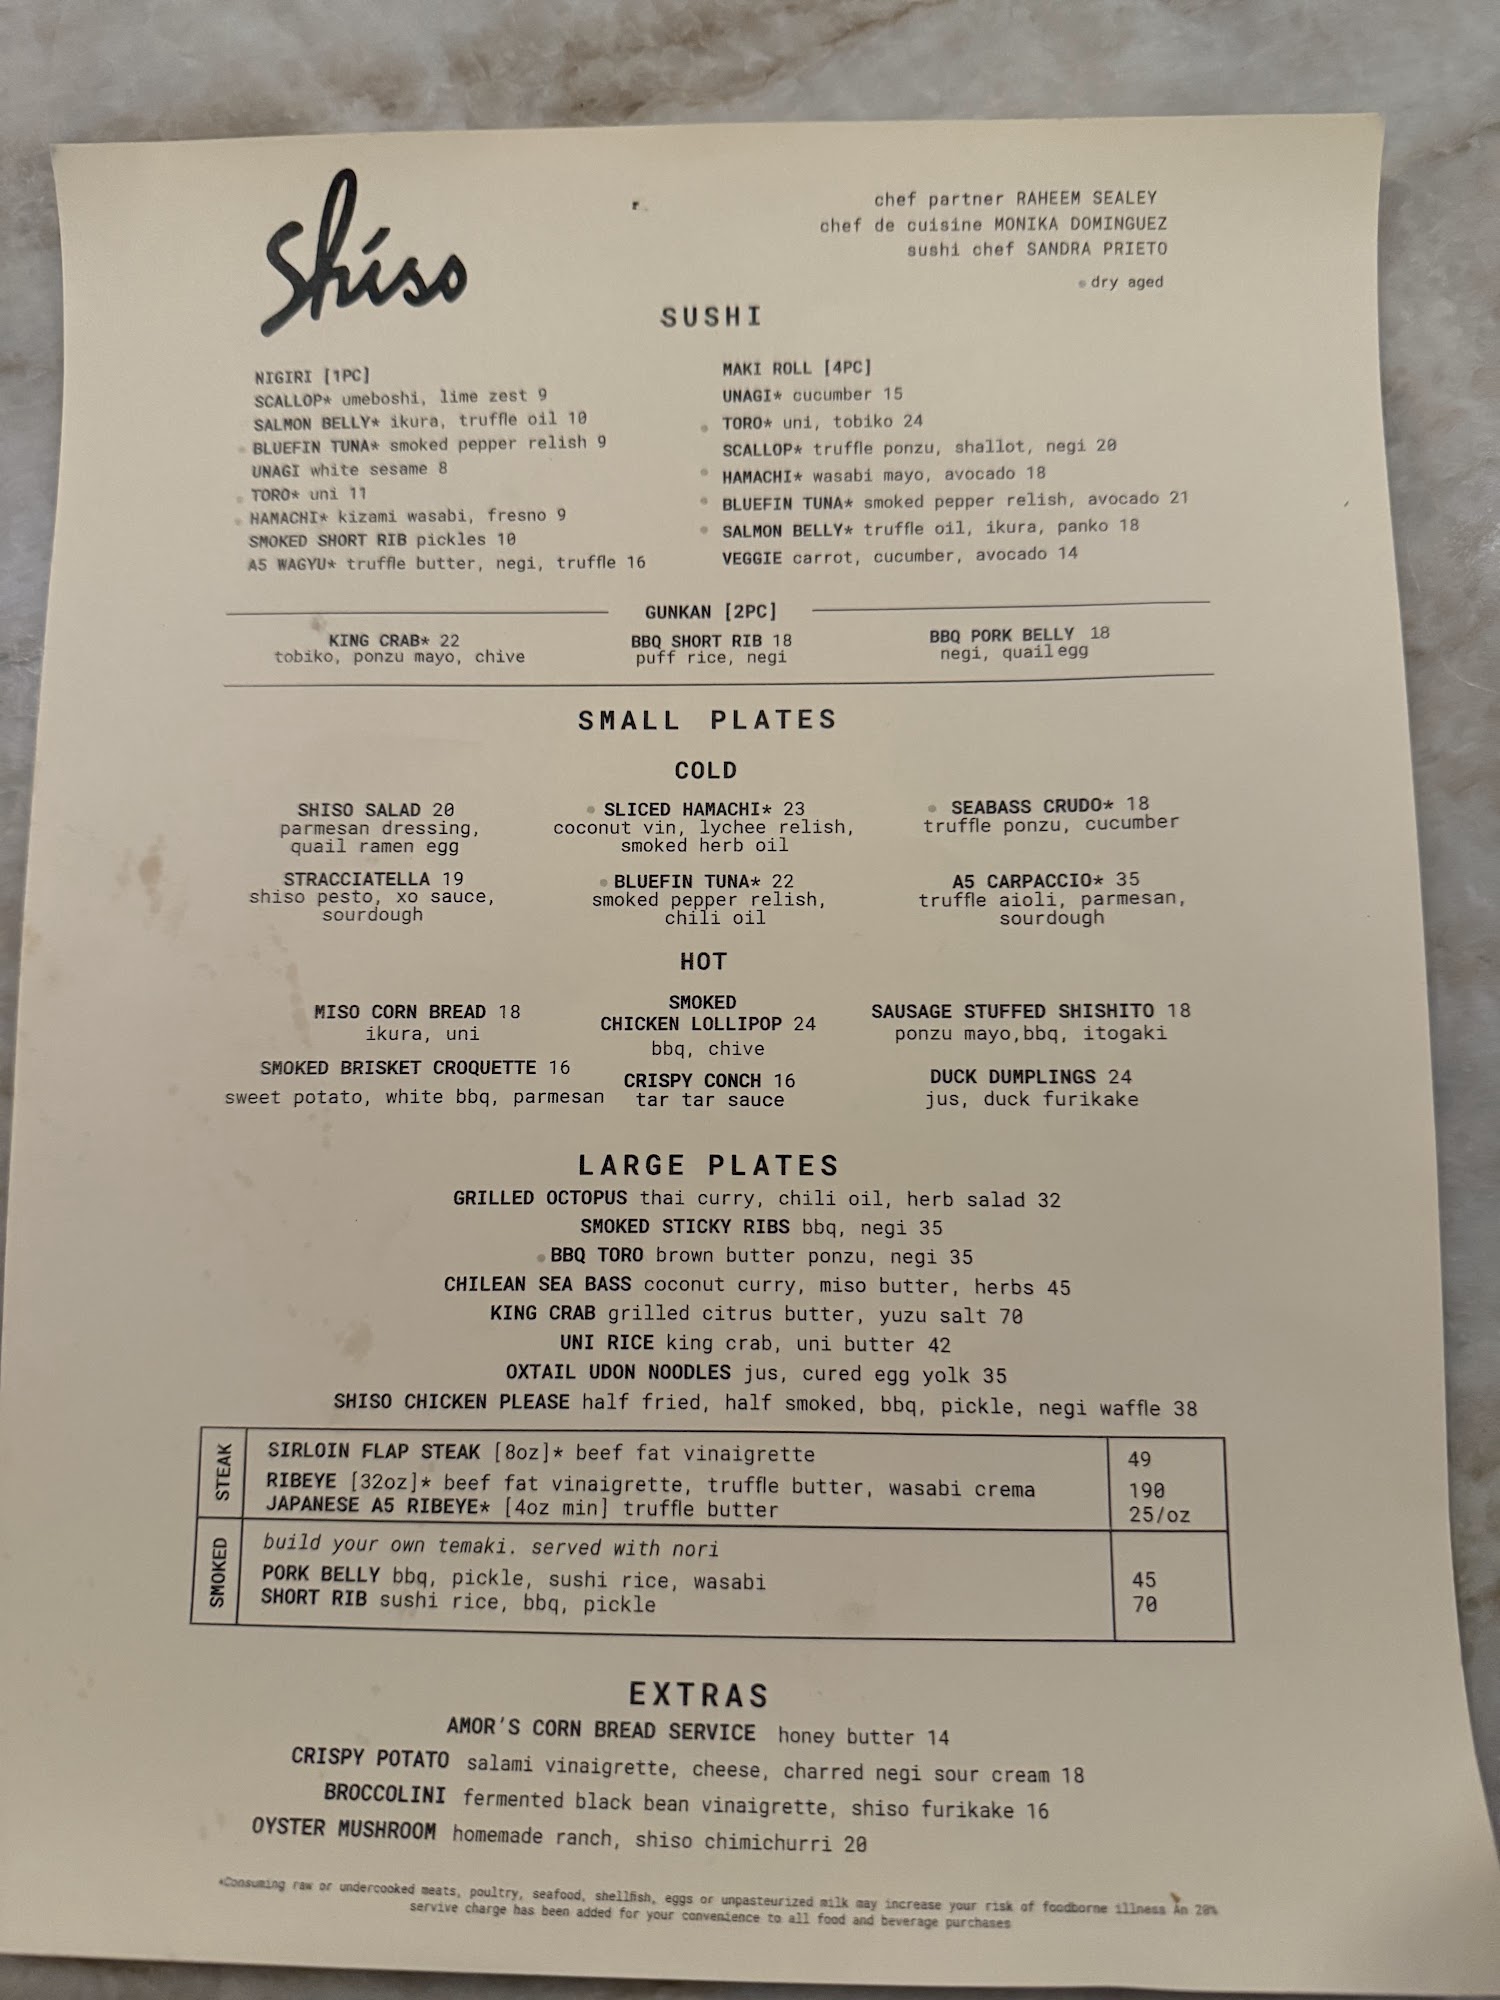 Shiso
chef partner RAHEEM SEALEY
chef de cuisine MONIKA DOMINGUEZ
sushi chef SANDRA PRIETO
• dry aged
SUSHI
NIGIRI [1PC]
SCALLOP* umeboshi, lime zest 9
SALMON BELLY* ikura, truffle oil 10
• BLUEFIN TUNA* smoked pepper relish 9
UNAGI white sesame 8
• TORO* uni 11
• HAMACHI* kizami wasabi, fresno 9
SMOKED SHORT RIB pickles 10
A5 WAGYU* truffle butter, negi, truffle 16
MAKI ROLL [4PC]
UNAGI* cucumber 15
• TORO* uni, tobiko 24
SCALLOP* truffle ponzu, shallot, negi 20
• HAMACHI* wasabi mayo, avocado 18
• BLUEFIN TUNA* smoked pepper relish, avocado 21
• SALMON BELLY* truffle oil, ikura, panko 18
VEGGIE carrot, cucumber, avocado 14
GUNKAN [2PC]
KING CRAB* 22
tobiko, ponzu mayo, chive
BBQ SHORT RIB 18
puff rice, negi
BBQ PORK BELLY 18
negi, quail egg
SMALL PLATES
COLD
SHISO SALAD 20
parmesan dressing,
quail ramen egg
• SLICED HAMACHI* 23
coconut vin, lychee relish,
smoked herb oil
• SEABASS CRUDO* 18
truffle ponzu, cucumber
STRACCIATELLA 19
shiso pesto, xo sauce,
sourdough
• BLUEFIN TUNA* 22
smoked pepper relish,
chili oil
A5 CARPACCIO* 35
truffle aioli, parmesan,
sourdough
HOT
MISO CORN BREAD 18
ikura, uni
SMOKED
CHICKEN LOLLIPOP 24
bbq, chive
SAUSAGE STUFFED SHISHITO 18
ponzu mayo,bbq, itogaki
SMOKED BRISKET CROQUETTE 16
sweet potato, white bbq, parmesan
CRISPY CONCH 16
tar tar sauce
DUCK DUMPLINGS 24
jus, duck furikake
LARGE PLATES
GRILLED OCTOPUS thai curry, chili oil, herb salad 32
SMOKED STICKY RIBS bbq, negi 35
• BBQ TORO brown butter ponzu, negi 35
CHILEAN SEA BASS coconut curry, miso butter, herbs 45
KING CRAB grilled citrus butter, yuzu salt 70
UNI RICE king crab, uni butter 42
OXTAIL UDON NOODLES jus, cured egg yolk 35
SHISO CHICKEN PLEASE half fried, half smoked, bbq, pickle, negi waffle 38
STEAK
SIRLOIN FLAP STEAK [8oz]* beef fat vinaigrette 49
RIBEYE [32oz]* beef fat vinaigrette, truffle butter, wasabi crema 190
JAPANESE A5 RIBEYE* [4oz min] truffle butter 25/oz
SMOKED
build your own temaki. served with nori
PORK BELLY bbq, pickle, sushi rice, wasabi 45
SHORT RIB sushi rice, bbq, pickle 70
EXTRAS
AMOR'S CORN BREAD SERVICE honey butter 14
CRISPY POTATO salami vinaigrette, cheese, charred negi sour cream 18
BROCCOLINI fermented black bean vinaigrette, shiso furikake 16
OYSTER MUSHROOM homemade ranch, shiso chimichurri 20
*Consuming raw or undercooked meats, poultry, seafood, shellfish, eggs or unpasteurized milk may increase your risk of foodborne illness An 20%
servive charge has been added for your convenience to all food and beverage purchases